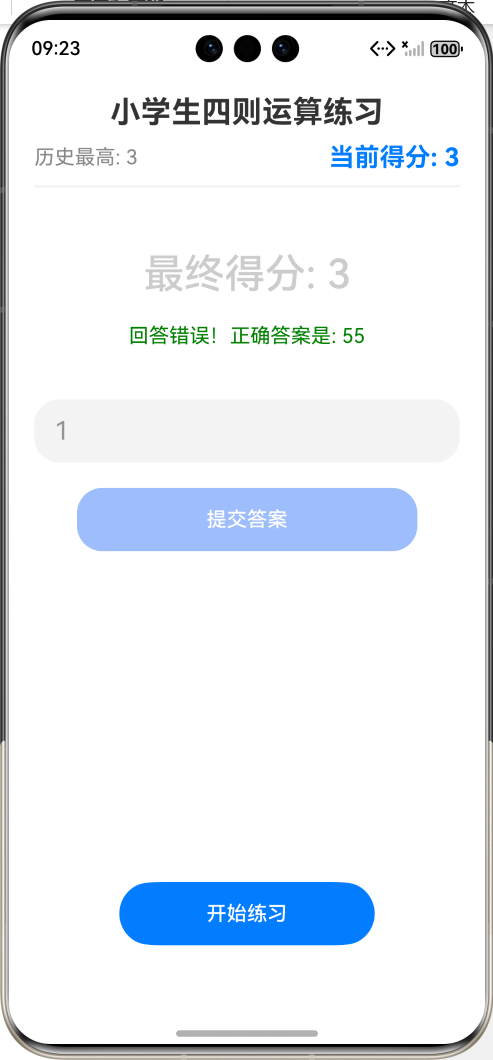 09:23
100
小学生四则运算练习
历史最高: 3
当前得分: 3
最终得分: 3
回答错误！正确答案是: 55
1
提交答案
开始练习